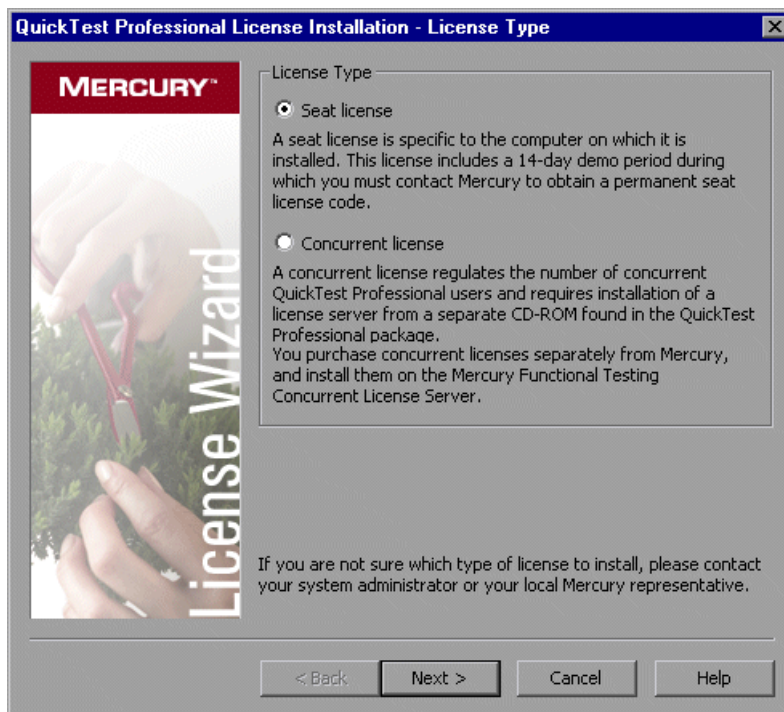 QuickTest Professional License Installation - License Type
MERCURY™
License Wizard
License Type
Seat license
A seat license is specific to the computer on which it is
installed. This license includes a 14-day demo period during
which you must contact Mercury to obtain a permanent seat
license code.
Concurrent license
A concurrent license regulates the number of concurrent
QuickTest Professional users and requires installation of a
license server from a separate CD-ROM found in the QuickTest
Professional package.
You purchase concurrent licenses separately from Mercury,
and install them on the Mercury Functional Testing
Concurrent License Server.
If you are not sure which type of license to install, please contact
your system administrator or your local Mercury representative.
< Back
Next >
Cancel
Help